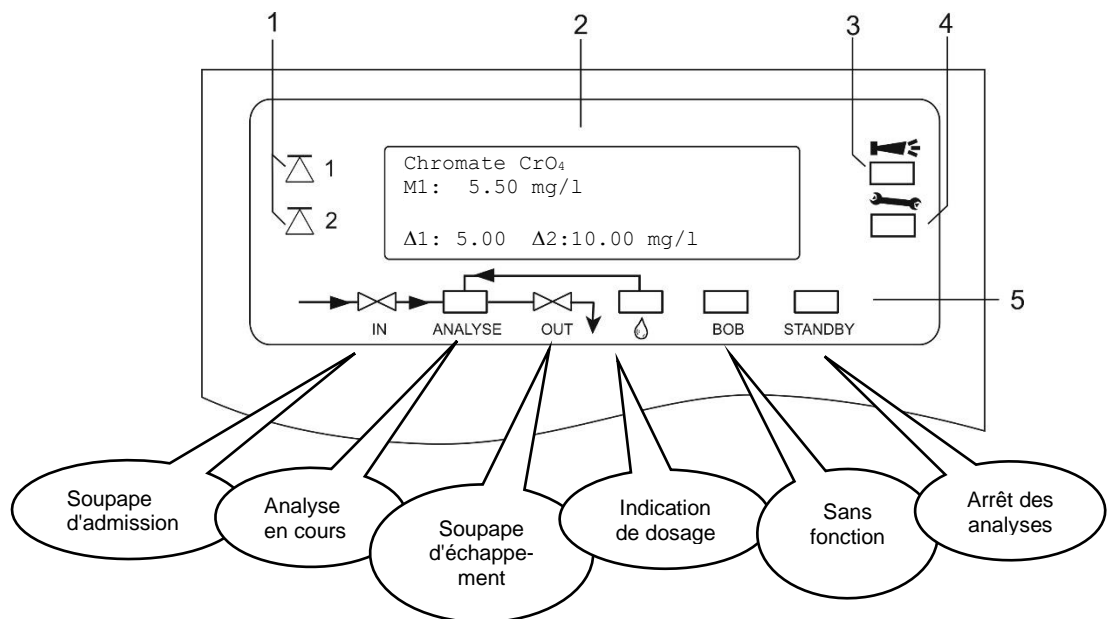 1
2
3
4
1
Chromate CrO₄
M1: 5.50 mg/l
2
Δ1: 5.00 Δ2:10.00 mg/l
5
IN
ANALYSE
OUT
BOB
STANDBY
Soupape
d'admission
Analyse
en cours
Soupape
d'échappe-
ment
Indication
de dosage
Sans
fonction
Arrêt des
analyses